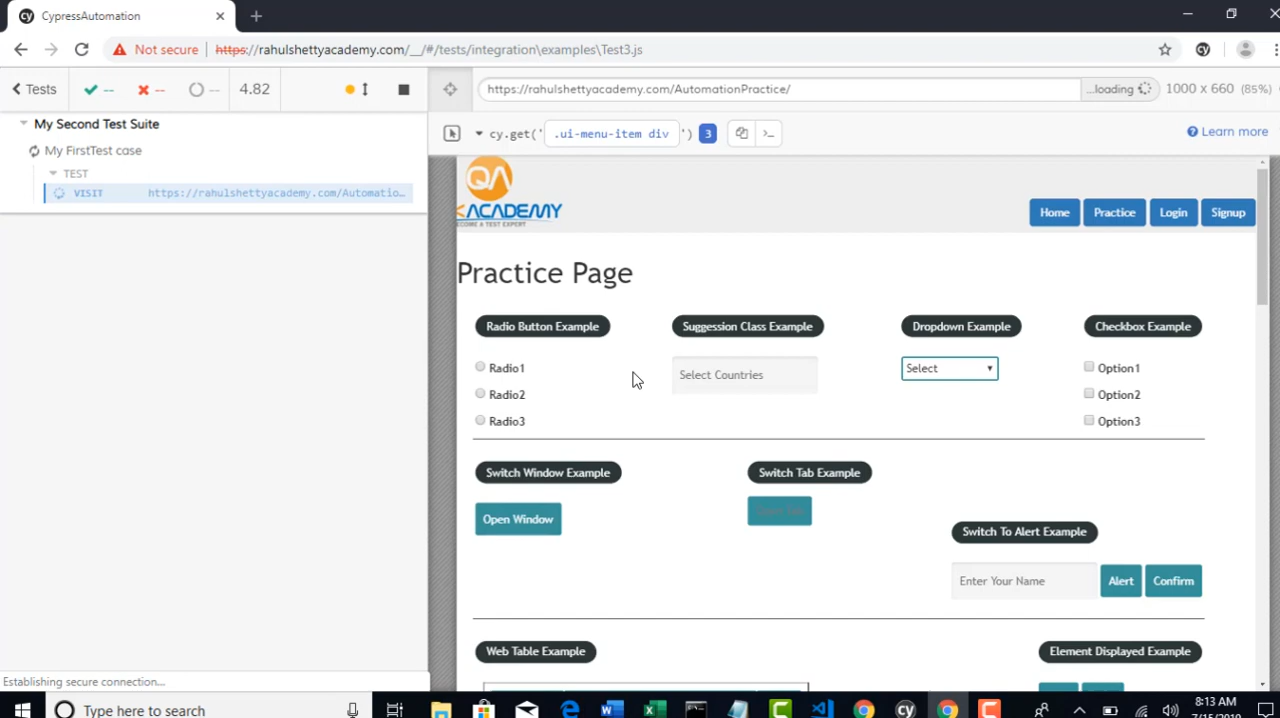 CypressAutomation
Not secure https://rahulshettyacademy.com/__/#/tests/integration\examples\Test3.js
Tests -- -- -- 4.82
https://rahulshettyacademy.com/AutomationPractice/ ...loading 1000 x 660 (85%)
cy.get(' .ui-menu-item div ') 3 >_ Learn more
My Second Test Suite
My FirstTest case
TEST
VISIT https://rahulshettyacademy.com/Automatio...
QA
ACADEMY
Home Practice Login Signup
Practice Page
Radio Button Example Suggession Class Example Dropdown Example Checkbox Example
Radio1 Select Countries Select Option1
Radio2 Option2
Radio3 Option3
Switch Window Example Switch Tab Example
Open Window
Switch To Alert Example
Enter Your Name Alert Confirm
Web Table Example Element Displayed Example
Establishing secure connection...
Type here to search
8:13 AM